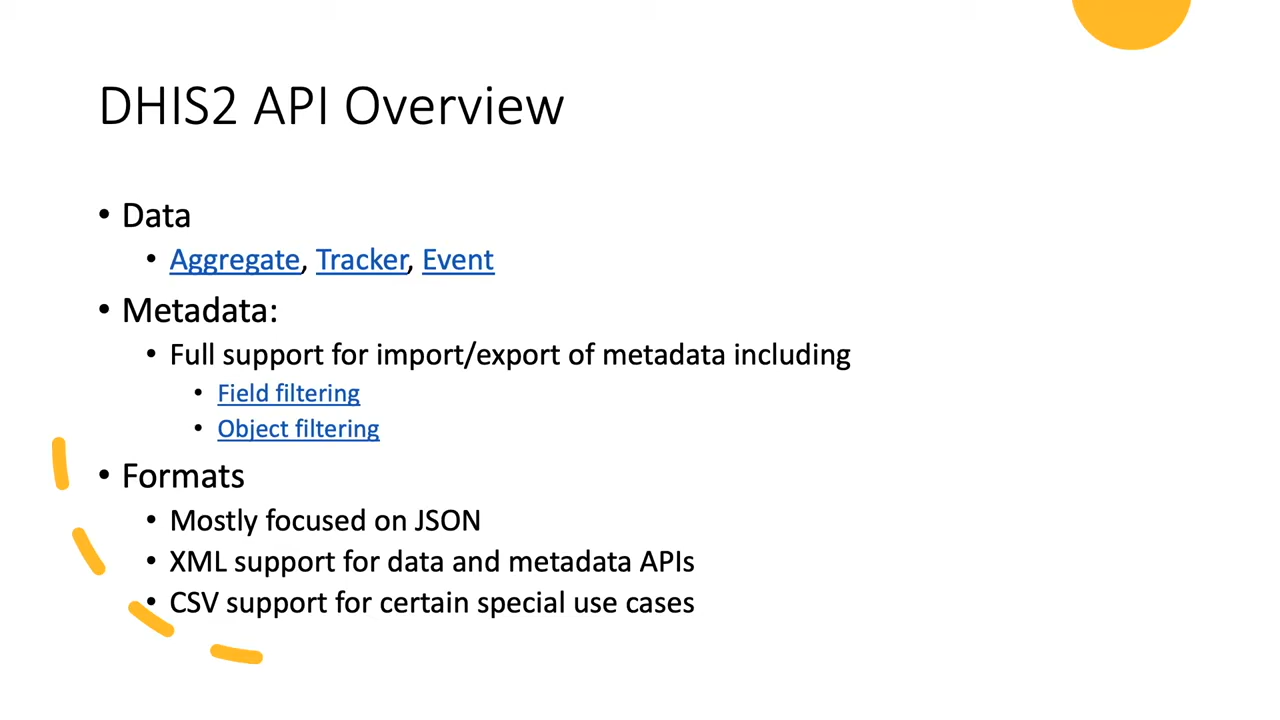 DHIS2 API Overview
• Data
• Aggregate, Tracker, Event
• Metadata:
• Full support for import/export of metadata including
• Field filtering
• Object filtering
• Formats
• Mostly focused on JSON
• XML support for data and metadata APIs
• CSV support for certain special use cases